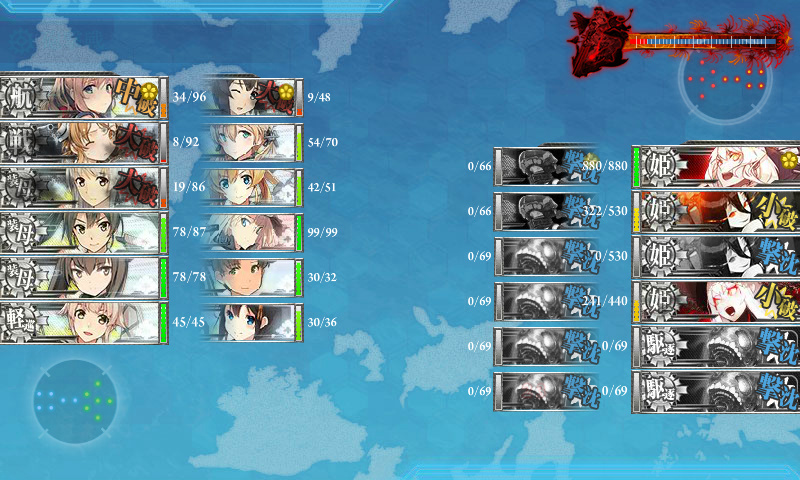 航 中破 34/96
戦 大破 8/92
装母 大破 19/86
装母 78/87
装母 78/78
軽巡 45/45
大破 9/48
54/70
42/51
99/99
30/32
30/36
0/66 撃沈
0/66 撃沈
0/69 撃沈
0/69 撃沈
0/69 撃沈
0/69 撃沈
880/880 姫
322/530 姫 小破
0/530 姫 撃沈
241/440 姫 小破
0/69 駆逐 撃沈
0/69 駆逐 撃沈